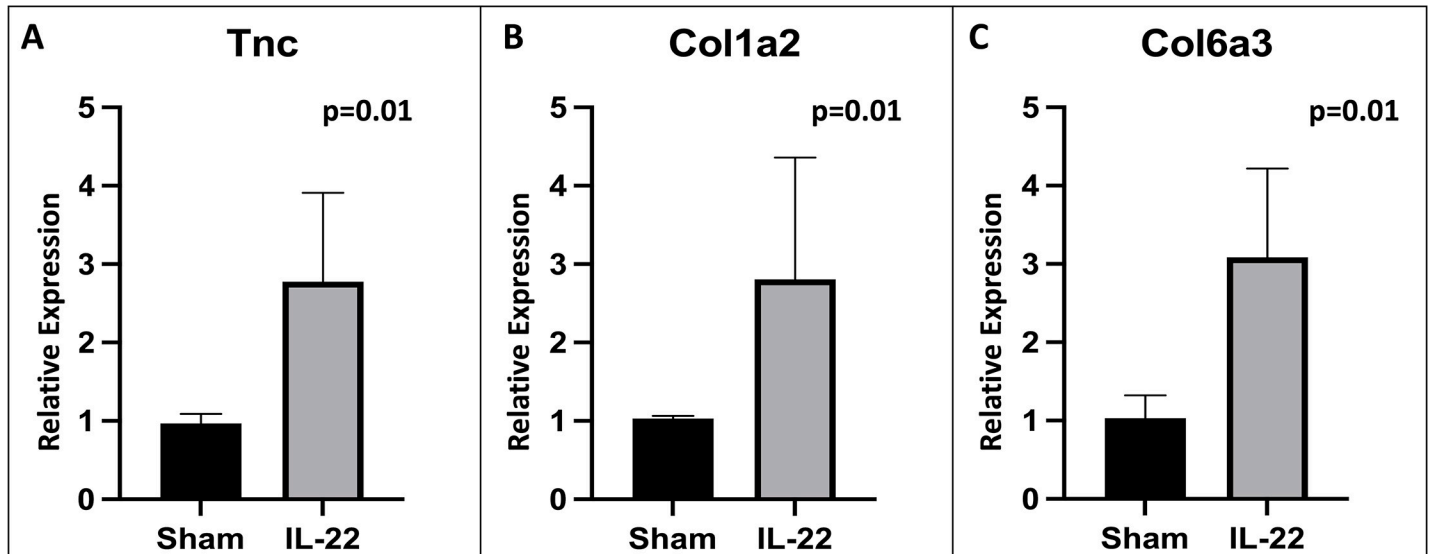 A
Tnc
p=0.01
Relative Expression
5
4
3
2
1
0
Sham IL-22
B
Col1a2
p=0.01
Relative Expression
5
4
3
2
1
0
Sham IL-22
C
Col6a3
p=0.01
Relative Expression
5
4
3
2
1
0
Sham IL-22